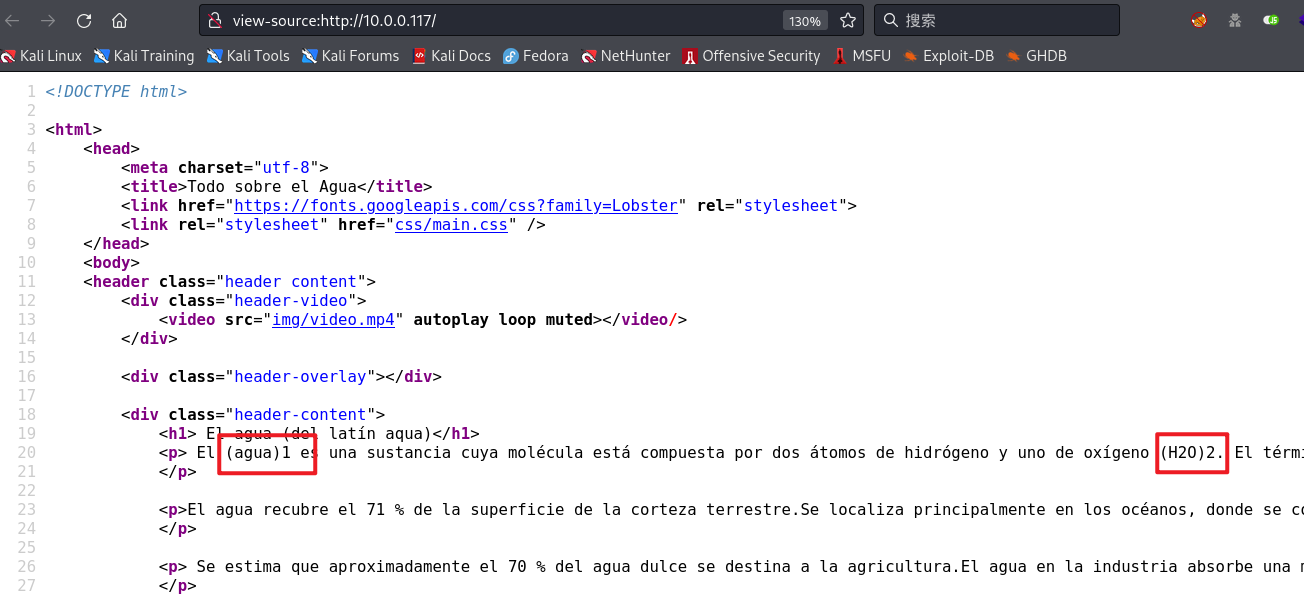 view-source:http://10.0.0.117/
130%
搜索
Kali Linux
Kali Training
Kali Tools
Kali Forums
Kali Docs
Fedora
NetHunter
Offensive Security
MSFU
Exploit-DB
GHDB
1 <!DOCTYPE html>
2
3 <html>
4 <head>
5 <meta charset="utf-8">
6 <title>Todo sobre el Agua</title>
7 <link href="https://fonts.googleapis.com/css?family=Lobster" rel="stylesheet">
8 <link rel="stylesheet" href="css/main.css" />
9 </head>
10 <body>
11 <header class="header content">
12 <div class="header-video">
13 <video src="img/video.mp4" autoplay loop muted></video/>
14 </div>
15
16 <div class="header-overlay"></div>
17
18 <div class="header-content">
19 <h1> El agua (del latín aqua)</h1>
20 <p> El (agua)1 es una sustancia cuya molécula está compuesta por dos átomos de hidrógeno y uno de oxígeno (H2O)2. El térmi
21 </p>
22
23 <p>El agua recubre el 71 % de la superficie de la corteza terrestre.Se localiza principalmente en los océanos, donde se co
24 </p>
25
26 <p> Se estima que aproximadamente el 70 % del agua dulce se destina a la agricultura.El agua en la industria absorbe una m
27 </p>